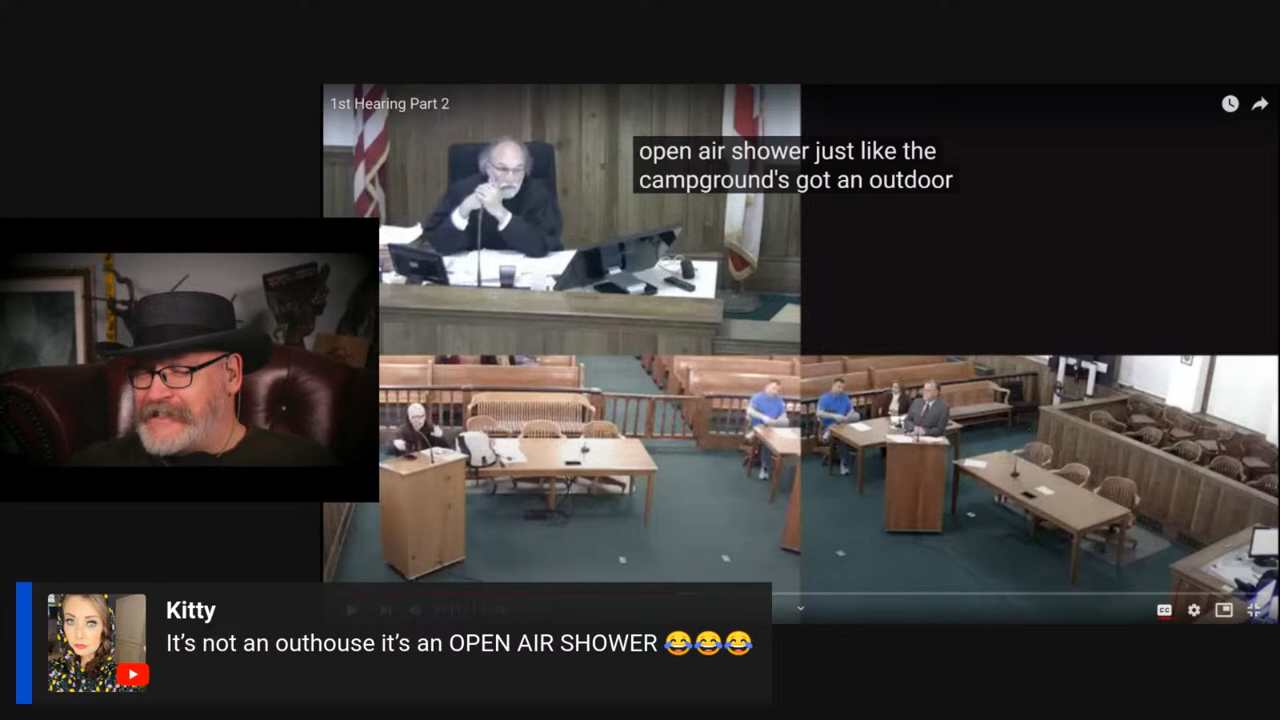 1st Hearing Part 2
open air shower just like the
campground's got an outdoor
Kitty
It’s not an outhouse it’s an OPEN AIR SHOWER 😂😂😂
CC